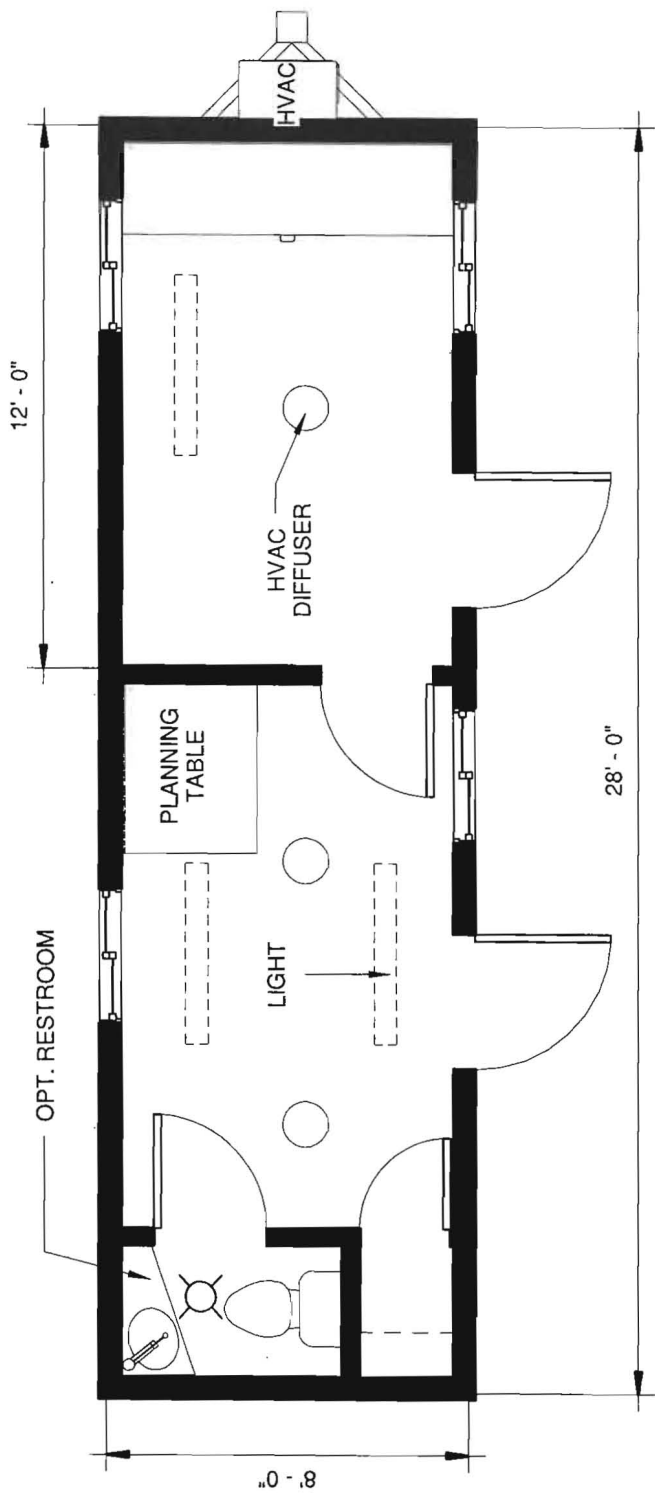 OPT. RESTROOM
12' - 0"
HVAC
PLANNING
TABLE
HVAC
DIFFUSER
LIGHT
8' - 0"
28' - 0"